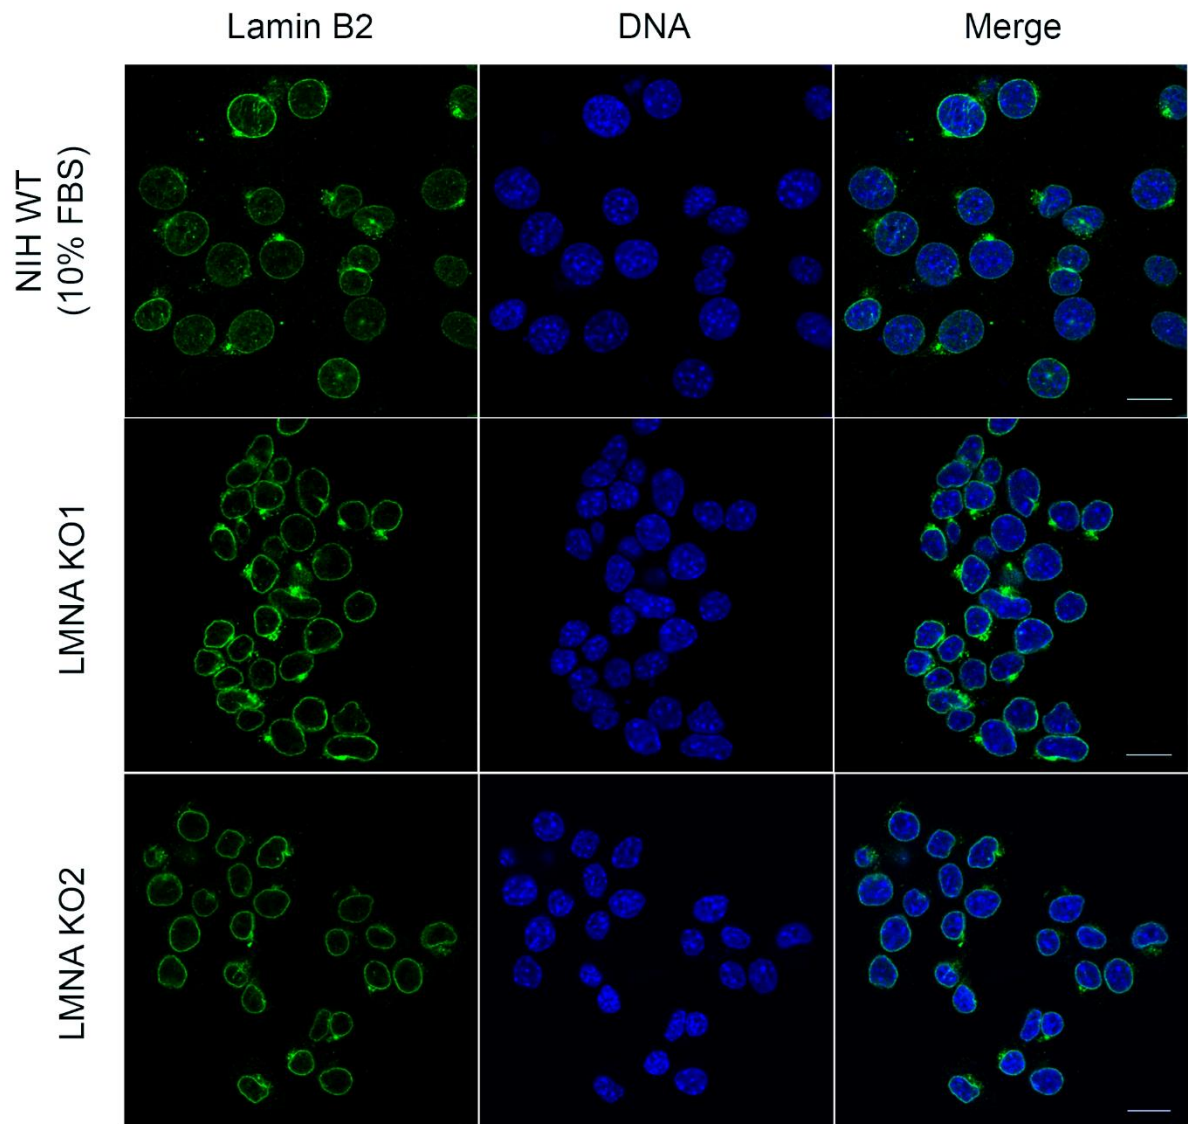 Lamin B2
DNA
Merge
NIH WT
(10% FBS)
LMNA KO1
LMNA KO2